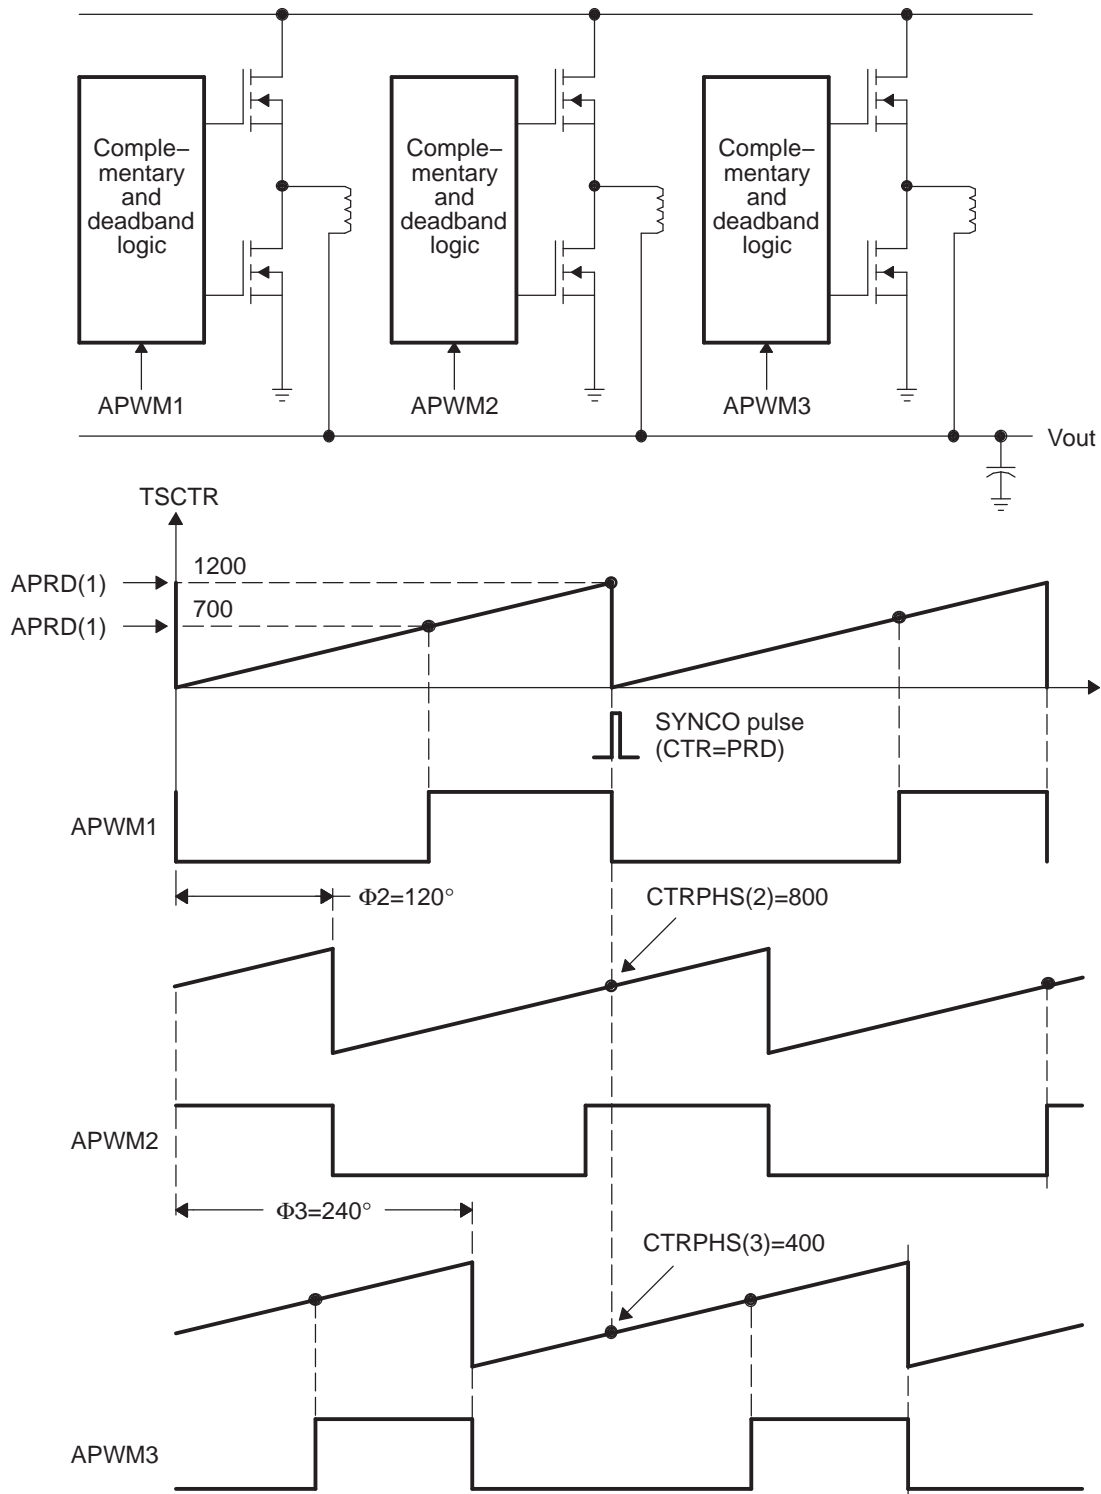 Comple−
mentary
and
deadband
logic
Comple−
mentary
and
deadband
logic
Comple−
mentary
and
deadband
logic
APWM1
APWM2
APWM3
Vout
TSCTR
APRD(1)
1200
APRD(1)
700
SYNCO pulse
(CTR=PRD)
APWM1
Φ2=120°
CTRPHS(2)=800
APWM2
Φ3=240°
CTRPHS(3)=400
APWM3